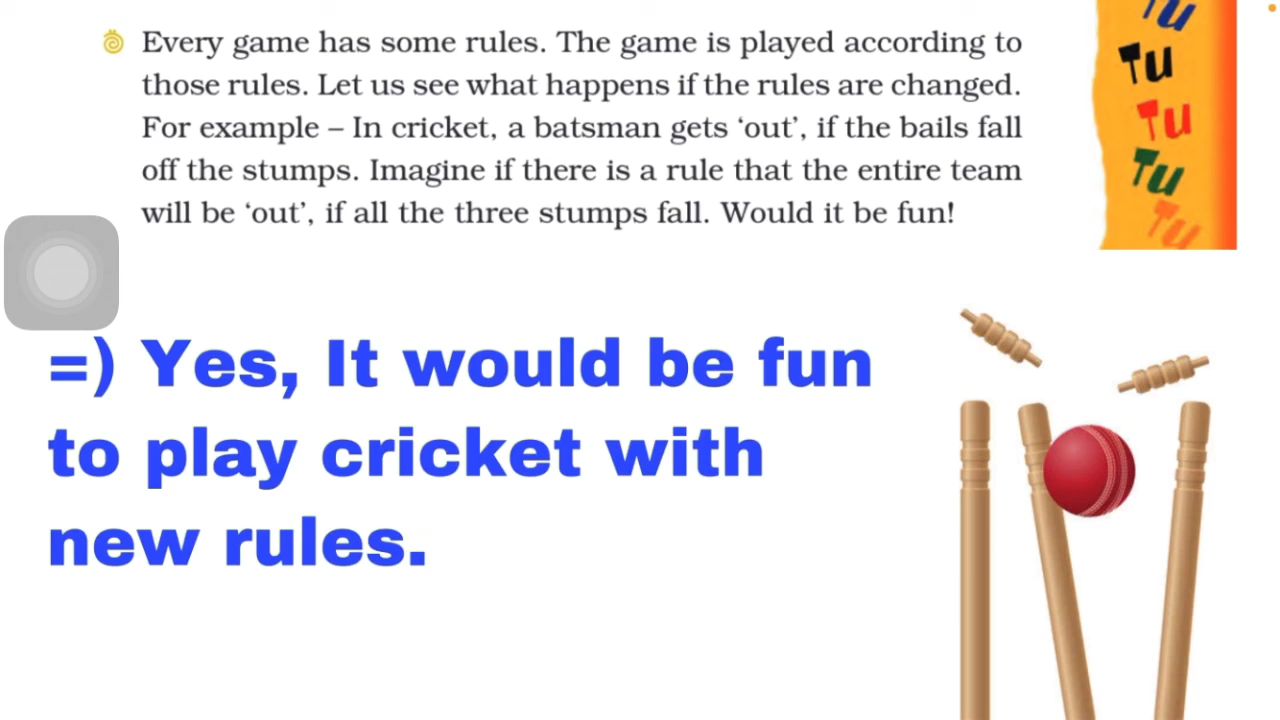 Every game has some rules. The game is played according to
those rules. Let us see what happens if the rules are changed.
For example – In cricket, a batsman gets ‘out’, if the bails fall
off the stumps. Imagine if there is a rule that the entire team
will be ‘out’, if all the three stumps fall. Would it be fun!
Tu
Tu
Tu
Tu
Tu
=) Yes, It would be fun
to play cricket with
new rules.